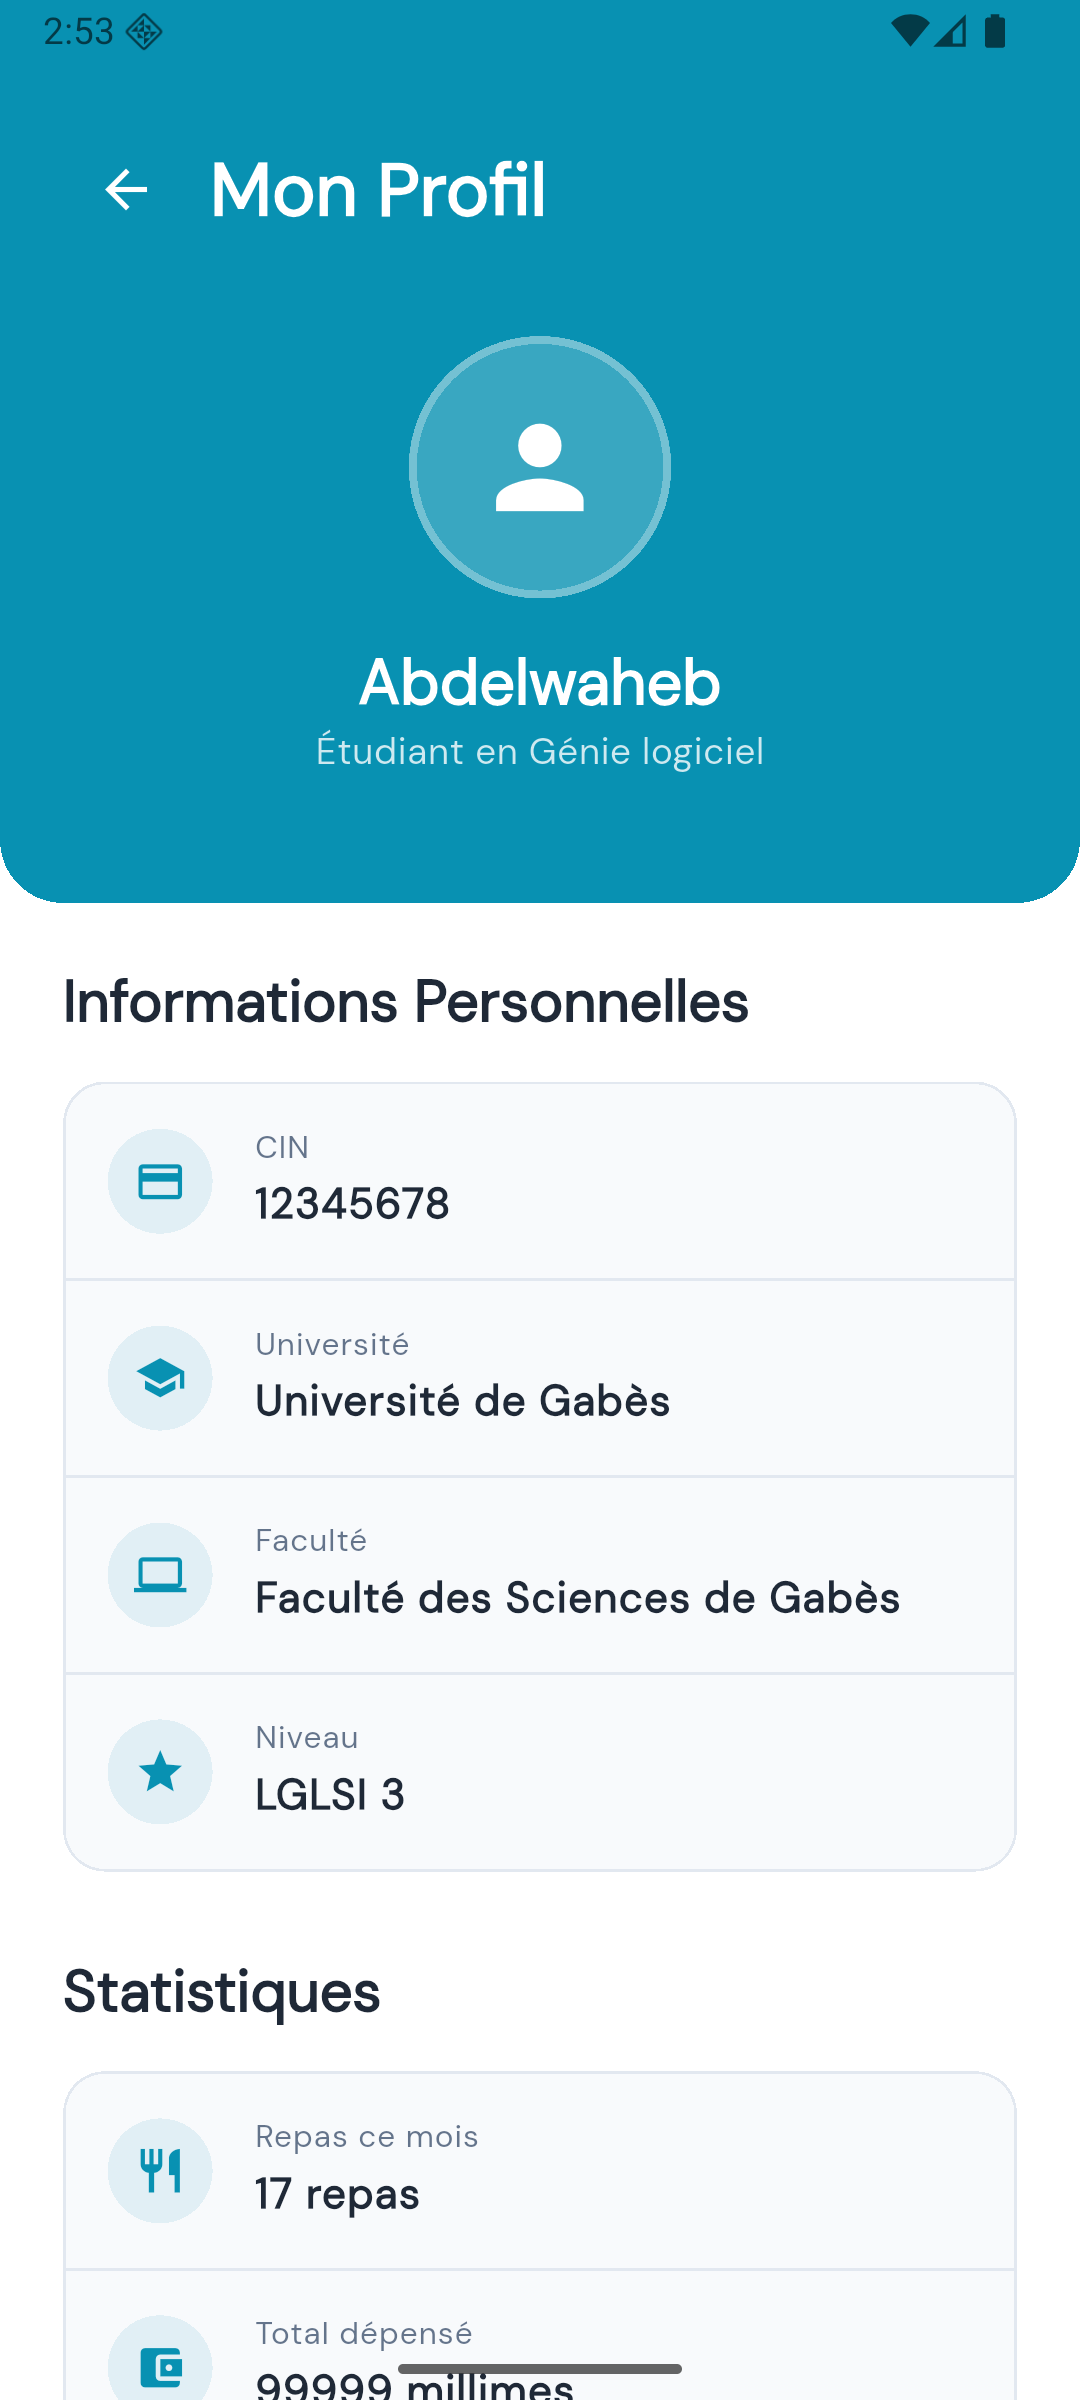 2:53
Mon Profil
Abdelwaheb
Étudiant en Génie logiciel
Informations Personnelles
CIN
12345678
Université
Université de Gabès
Faculté
Faculté des Sciences de Gabès
Niveau
LGLSI 3
Statistiques
Repas ce mois
17 repas
Total dépensé
99999 millimes